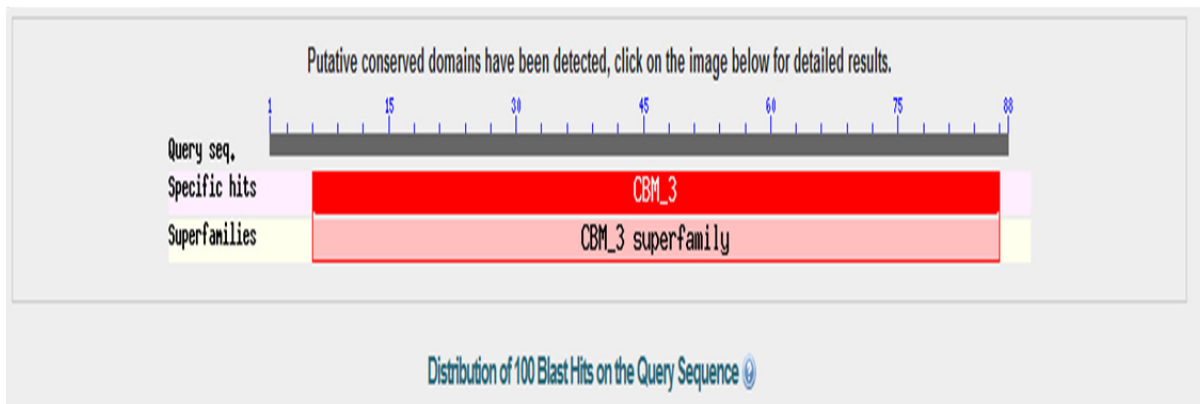 Putative conserved domains have been detected, click on the image below for detailed results.
1 15 30 45 60 75 88
Query seq.
Specific hits CBM_3
Superfamilies CBM_3 superfamily
Distribution of 100 Blast Hits on the Query Sequence ?